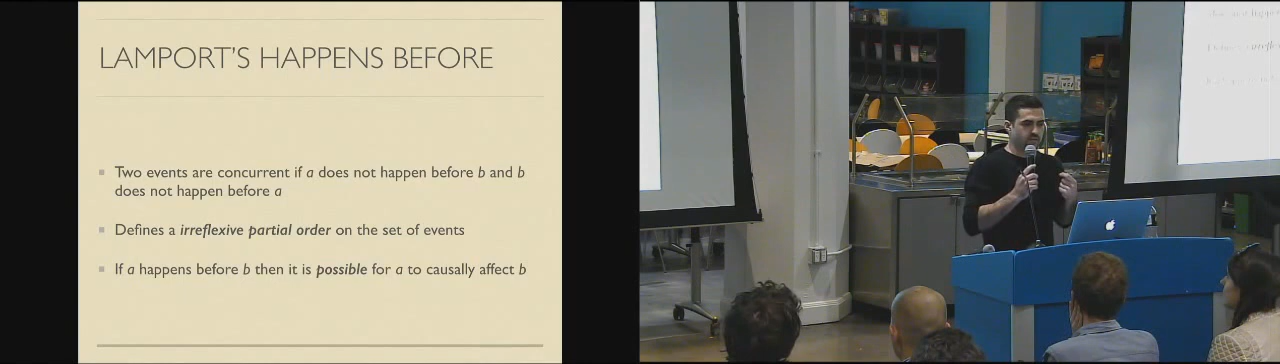 LAMPORT'S HAPPENS BEFORE
Two events are concurrent if a does not happen before b and b
does not happen before a
Defines a irreflexive partial order on the set of events
If a happens before b then it is possible for a to causally affect b